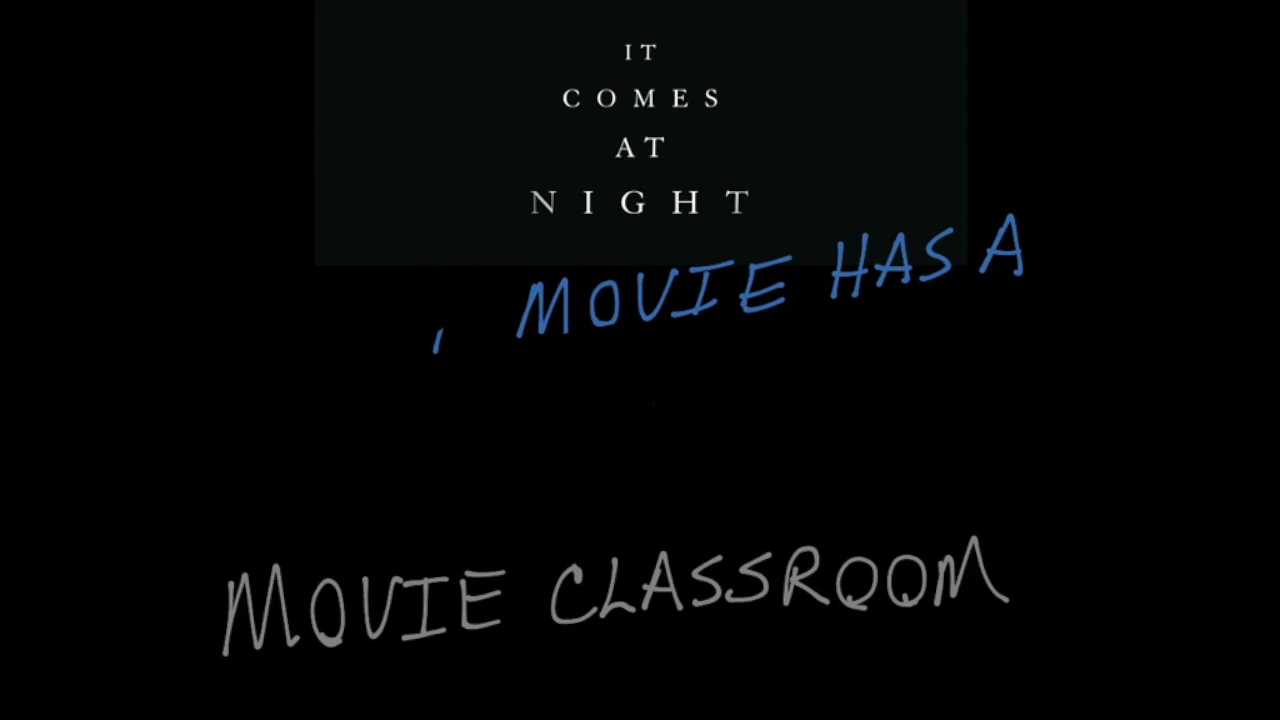 IT
COMES
AT
NIGHT
, MOVIE HAS A
MOVIE CLASSROOM